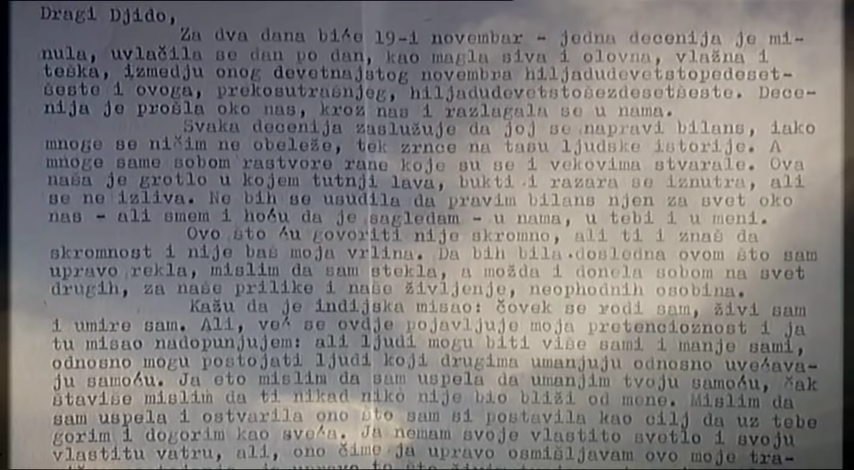 Dragi Djido,
Za dva dana biće 19-i novembar - jedna decenija je mi-
nula, uvlačila se dan po dan, kao magla siva i olovna, vlažna i
teška, izmedju onog devetnajstog novembra hiljadudevetstopedeset-
šeste i ovoga, prekosutrašnjeg, hiljadudevetstošezdesetšeste. Dece-
nija je prošla oko nas, kroz nas i razlagala se u nama.
Svaka decenija zaslužuje da joj se napravi bilans, iako
mnoge se ničim ne obeleže, tek zrnce na tasu ljudske istorije. A
mnoge same sobom rastvore rane koje su se i vekovima stvarale. Ova
naša je grotlo u kojem tutnji lava, bukti i razara se iznutra, ali
se ne izliva. Ne bih se usudila da pravim bilans njen za svet oko
nas - ali smem i hoću da je sagledam - u nama, u tebi i u meni.
Ovo što ću govoriti nije skromno, ali ti i znaš da
skromnost i nije baš moja vrlina. Da bih bila dosledna ovom što sam
upravo rekla, mislim da sam stekla, a možda i donela sobom na svet
drugih, za naše prilike i naše življenje, neophodnih osobina.
Kažu da je indijska misao: čovek se rodi sam, živi sam
i umire sam. Ali, već se ovdje pojavljuje moja pretencioznost i ja
tu misao nadopunjujem: ali ljudi mogu biti više sami i manje sami,
odnosno mogu postojati ljudi koji drugima umanjuju odnosno uvećava-
ju samoću. Ja eto mislim da sam uspela da umanjim tvoju samoću, čak
štaviše mislim da ti nikad niko nije bio bliži od mene. Mislim da
sam uspela i ostvarila ono što sam si postavila kao cilj da uz tebe
gorim i dogorim kao sveća. Ja nemam svoje vlastito svetlo i svoju
vlastitu vatru, ali, ono čime ja upravo osmišljavam ovo moje tra-